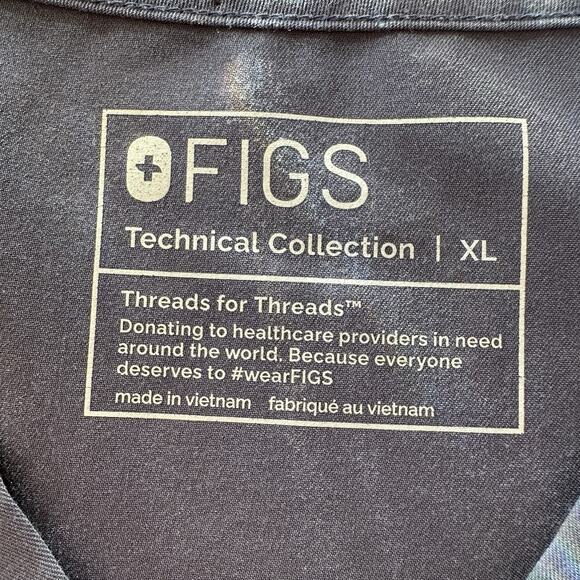 FIGS
Technical Collection | XL
Threads for Threads™
Donating to healthcare providers in need
around the world. Because everyone
deserves to #wearFIGS
made in vietnam fabriqué au vietnam